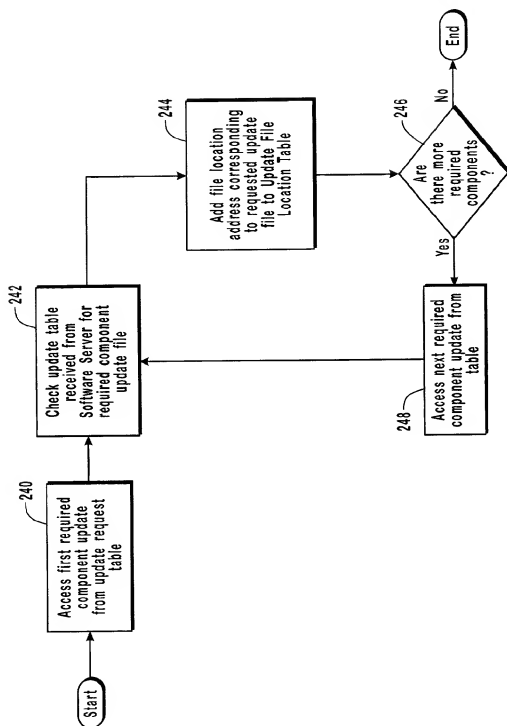 Start
240
Access first required
component update
from update request
table
242
Check update table
received from
Software Server for
required component
update file
244
Add file location
address corresponding
to requested update
file to Update File
Location Table
246
Are
there more
required
components
?
No
End
Yes
248
Access next required
component update from
table